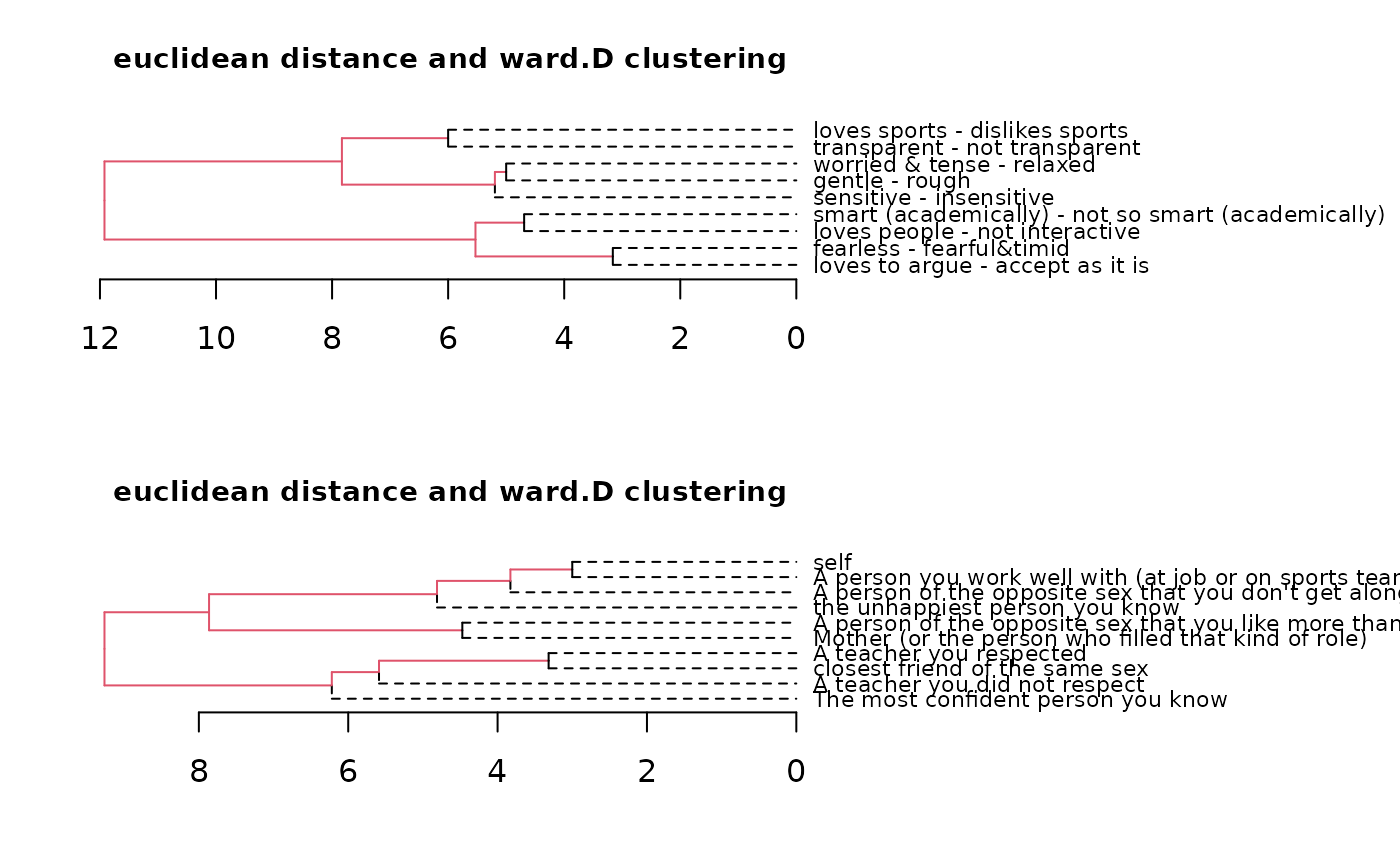 euclidean distance and ward.D clustering
loves sports - dislikes sports
transparent - not transparent
worried & tense - relaxed
gentle - rough
sensitive - insensitive
smart (academically) - not so smart (academically)
loves people - not interactive
fearless - fearful&timid
loves to argue - accept as it is
12 10 8 6 4 2 0
euclidean distance and ward.D clustering
self
A person you work well with (at job or on sports tear
A person of the opposite sex that you don't get along
the unhappiest person you know
A person of the opposite sex that you like more than
Mother (or the person who filled that kind of role)
A teacher you respected
closest friend of the same sex
A teacher you did not respect
The most confident person you know
8 6 4 2 0